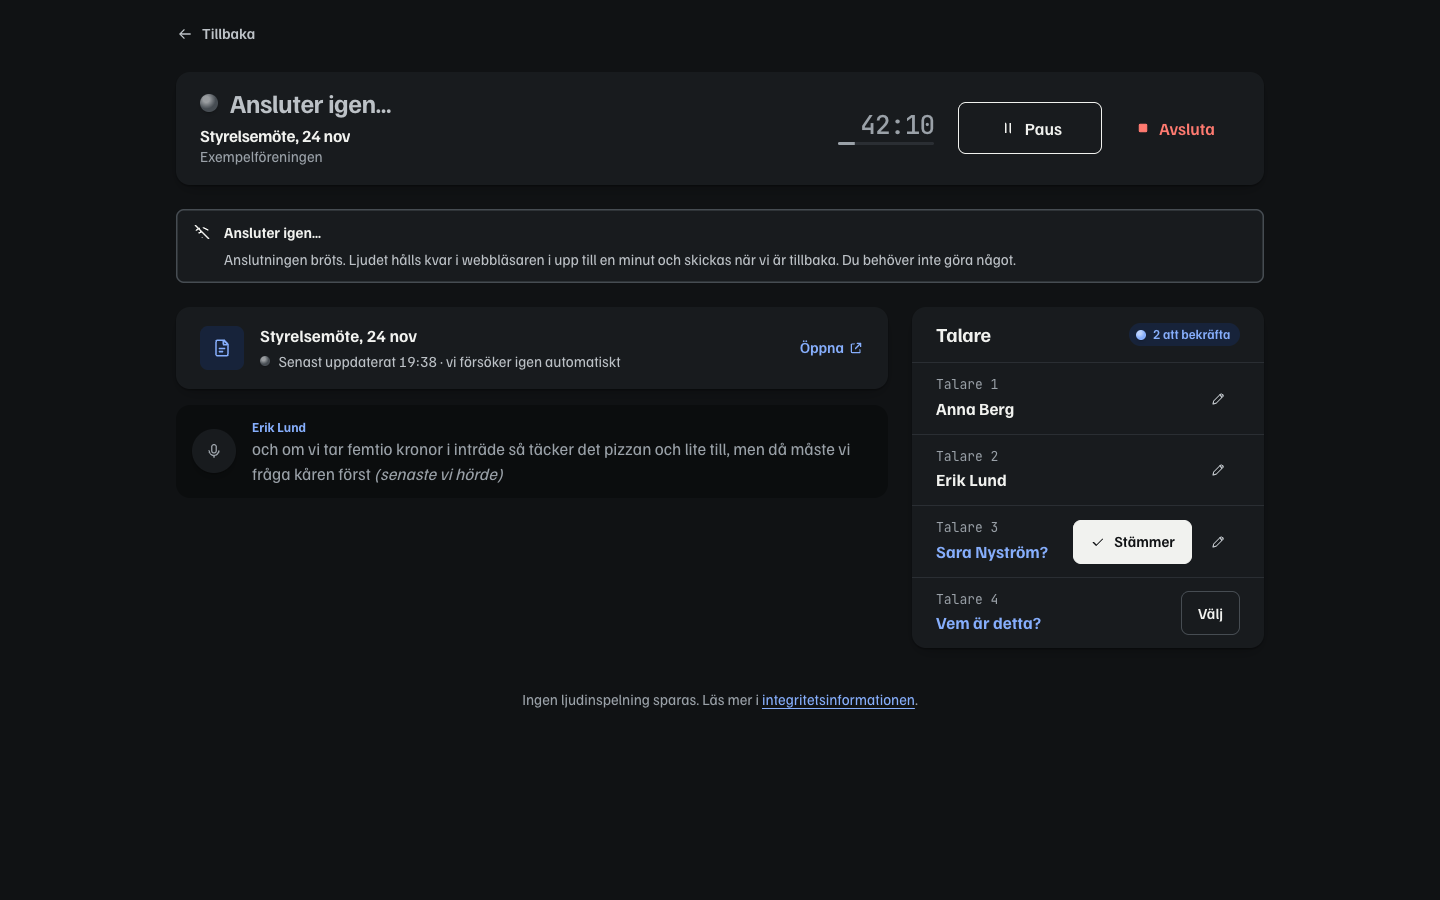 Tillbaka
Ansluter igen...
Styrelsemöte, 24 nov
Exempelföreningen
42:10
Paus
Avsluta
Ansluter igen...
Anslutningen bröts. Ljudet hålls kvar i webbläsaren i upp till en minut och skickas när vi är tillbaka. Du behöver inte göra något.
Styrelsemöte, 24 nov
Senast uppdaterat 19:38 · vi försöker igen automatiskt
Öppna
Erik Lund
och om vi tar femtio kronor i inträde så täcker det pizzan och lite till, men då måste vi
fråga kåren först (senaste vi hörde)
Talare
2 att bekräfta
Talare 1
Anna Berg
Talare 2
Erik Lund
Talare 3
Sara Nyström?
Stämmer
Talare 4
Vem är detta?
Välj
Ingen ljudinspelning sparas. Läs mer i integritetsinformationen.